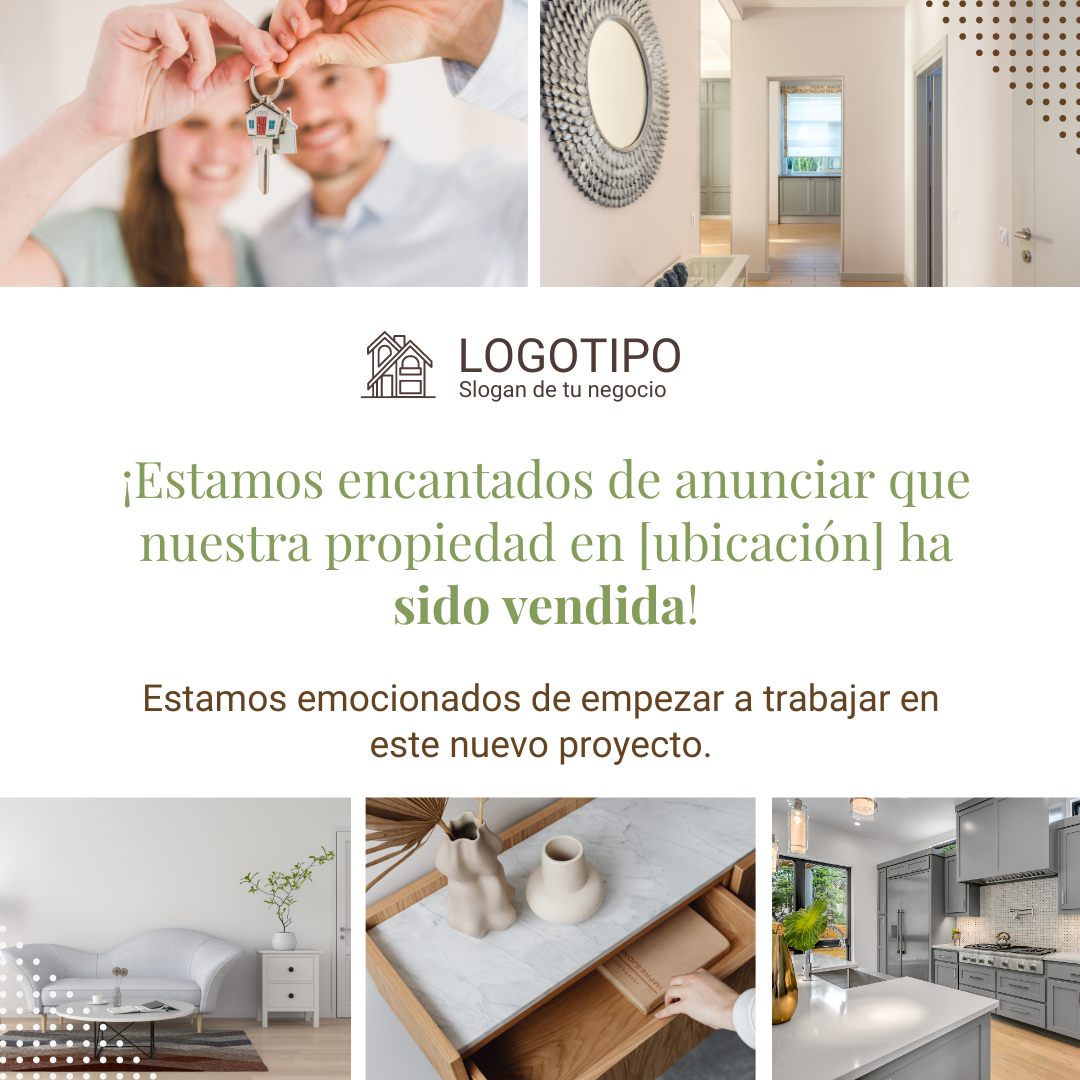 LOGOTIPO
Slogan de tu negocio
¡Estamos encantados de anunciar que
nuestra propiedad en [ubicación] ha
sido vendida!
Estamos emocionados de empezar a trabajar en
este nuevo proyecto.